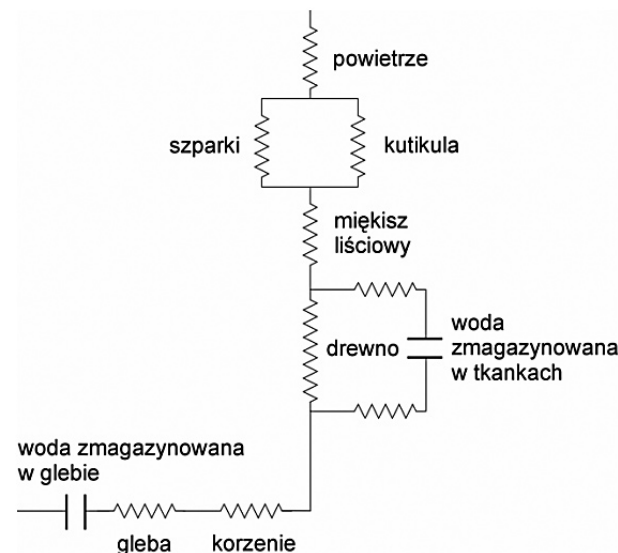 powietrze
szparki
kutikula
miękisz
liściowy
drewno
woda
zmagazynowana
w tkankach
woda zmagazynowana
w glebie
gleba
korzenie